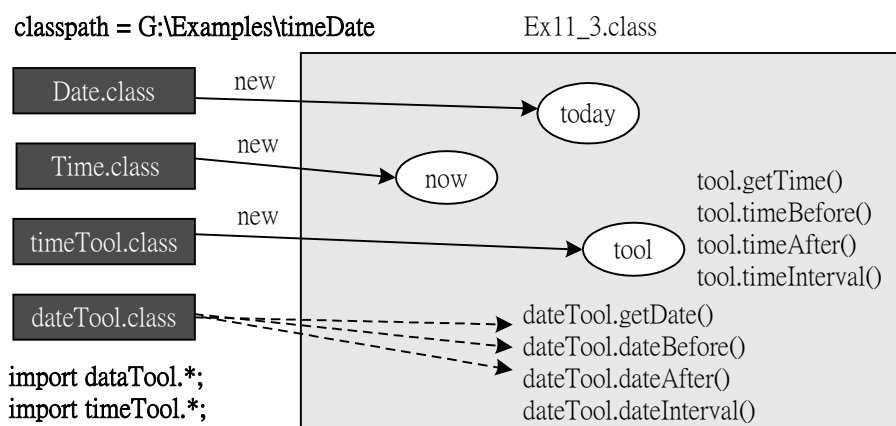 classpath = G:\Examples\timeDate
Ex11_3.class
Date.class
new
today
Time.class
new
now
timeTool.class
new
tool
tool.getTime()
tool.timeBefore()
tool.timeAfter()
tool.timeInterval()
dateTool.class
dateTool.getDate()
dateTool.dateBefore()
dateTool.dateAfter()
dateTool.dateInterval()
import dataTool.*;
import timeTool.*;